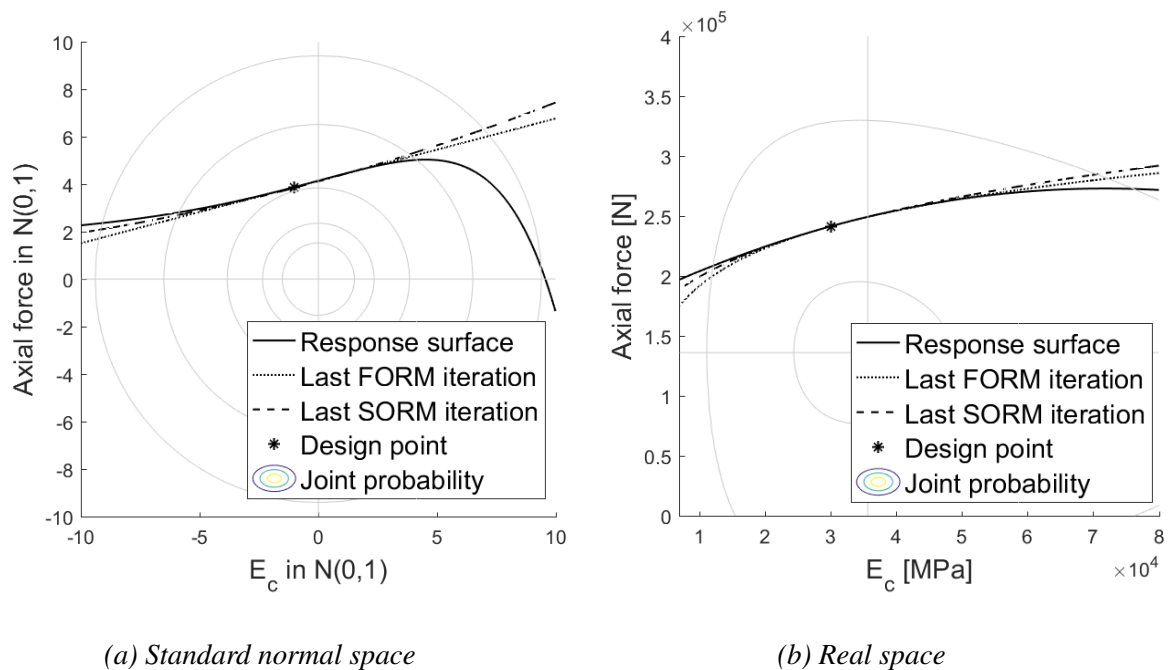 10
8
6
4
2
0
-2
-4
-6
-8
-10
-10
-5
0
5
10
Axial force in N(0,1)
E_c in N(0,1)
Response surface
Last FORM iteration
Last SORM iteration
Design point
Joint probability
(a) Standard normal space
×10^5
4
3.5
3
2.5
2
1.5
1
0.5
0
1
2
3
4
5
6
7
8
×10^4
Axial force [N]
E_c [MPa]
Response surface
Last FORM iteration
Last SORM iteration
Design point
Joint probability
(b) Real space